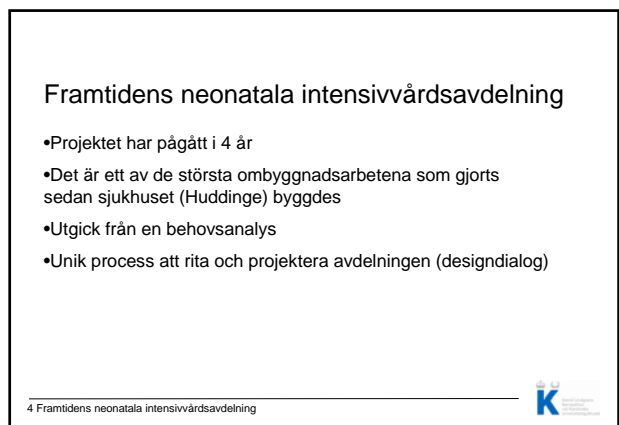 Framtidens neonatala intensivvårdsavdelning
•Projektet har pågått i 4 år
•Det är ett av de största ombyggnadsarbetena som gjorts
sedan sjukhuset (Huddinge) byggdes
•Utgick från en behovsanalys
•Unik process att rita och projektera avdelningen (designdialog)
4 Framtidens neonatala intensivvårdsavdelning
K